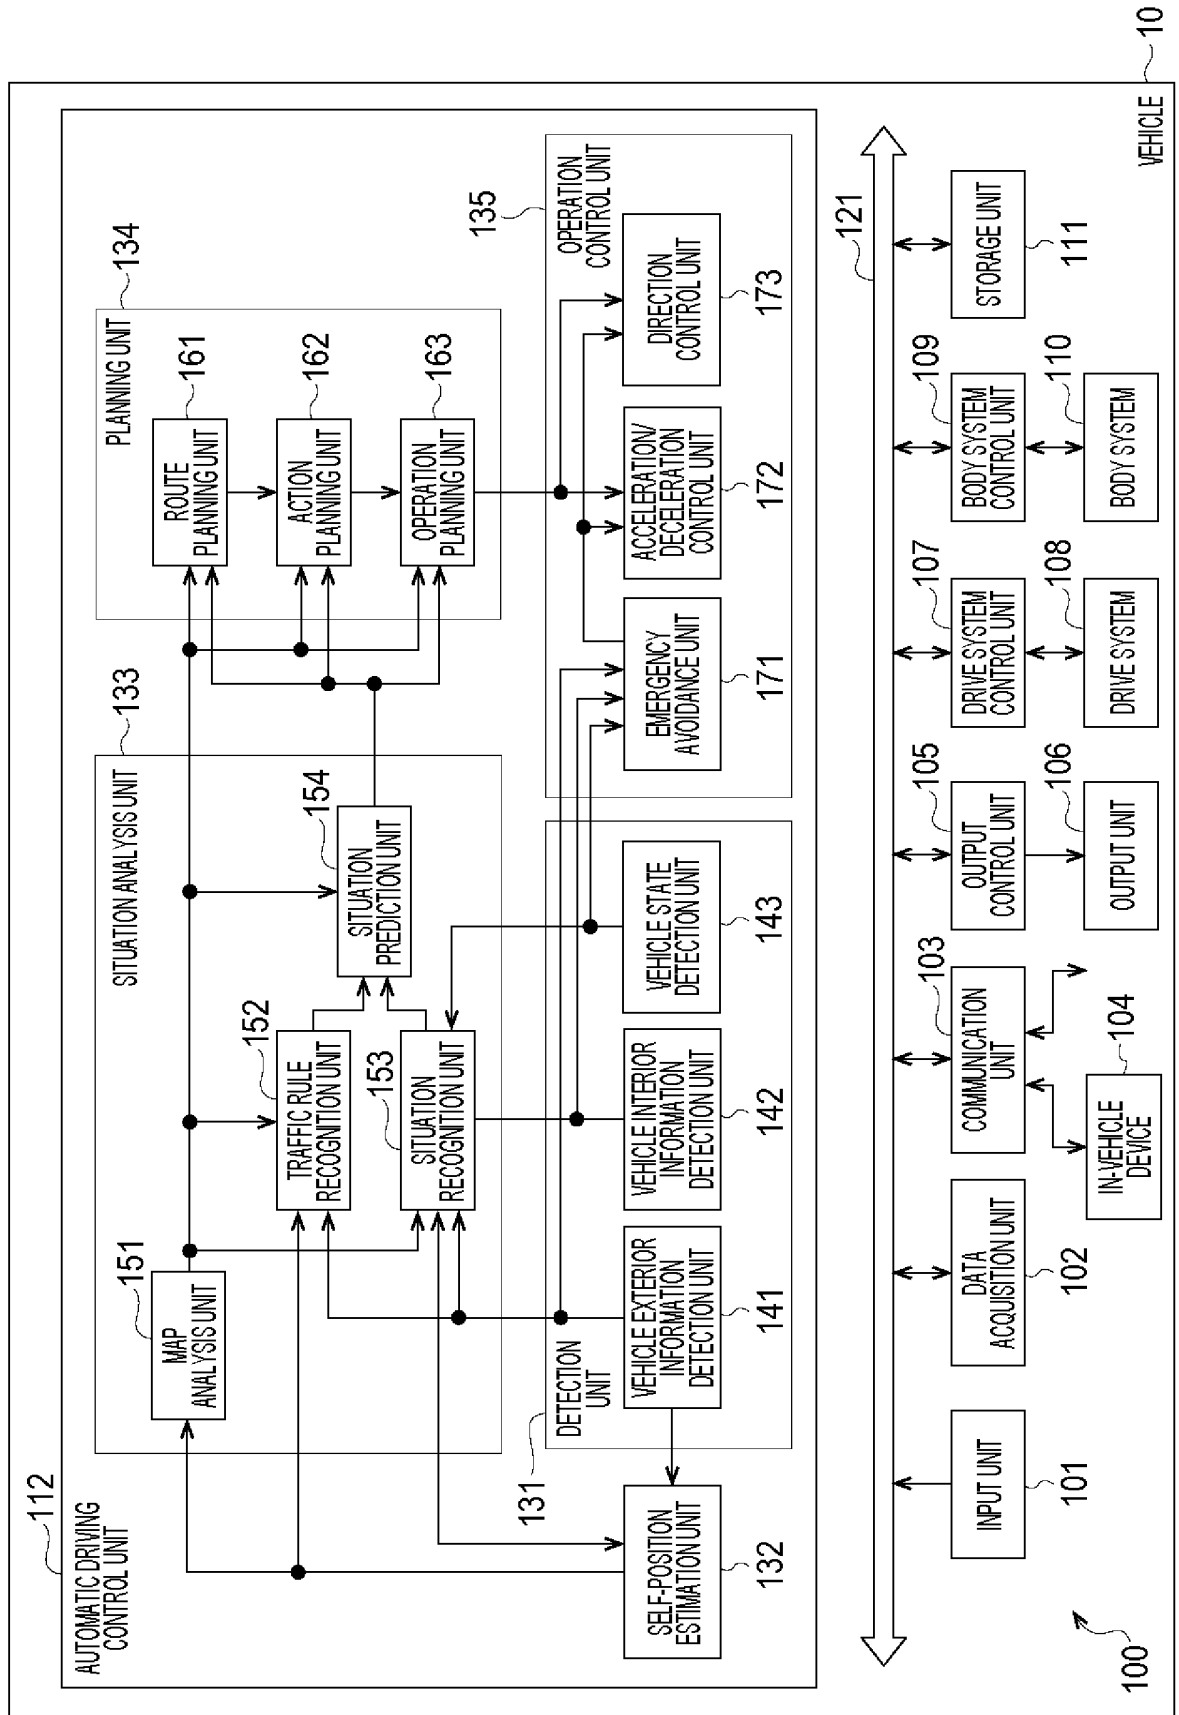 10
VEHICLE
100
112
AUTOMATIC DRIVING
CONTROL UNIT
133
SITUATION ANALYSIS UNIT
151
MAP
ANALYSIS UNIT
152
TRAFFIC RULE
RECOGNITION UNIT
153
SITUATION
RECOGNITION UNIT
154
SITUATION
PREDICTION UNIT
134
PLANNING UNIT
161
ROUTE
PLANNING UNIT
162
ACTION
PLANNING UNIT
163
OPERATION
PLANNING UNIT
131
DETECTION
UNIT
132
SELF-POSITION
ESTIMATION UNIT
VEHICLE EXTERIOR
INFORMATION
DETECTION UNIT
141
VEHICLE INTERIOR
INFORMATION
DETECTION UNIT
142
VEHICLE STATE
DETECTION UNIT
143
135
OPERATION
CONTROL UNIT
EMERGENCY
AVOIDANCE UNIT
171
ACCELERATION/
DECELERATION
CONTROL UNIT
172
DIRECTION
CONTROL UNIT
173
121
INPUT UNIT
101
DATA
ACQUISITION UNIT
102
103
COMMUNICATION
UNIT
104
IN-VEHICLE
DEVICE
105
OUTPUT
CONTROL UNIT
106
OUTPUT UNIT
107
DRIVE SYSTEM
CONTROL UNIT
108
DRIVE SYSTEM
109
BODY SYSTEM
CONTROL UNIT
110
BODY SYSTEM
STORAGE UNIT
111